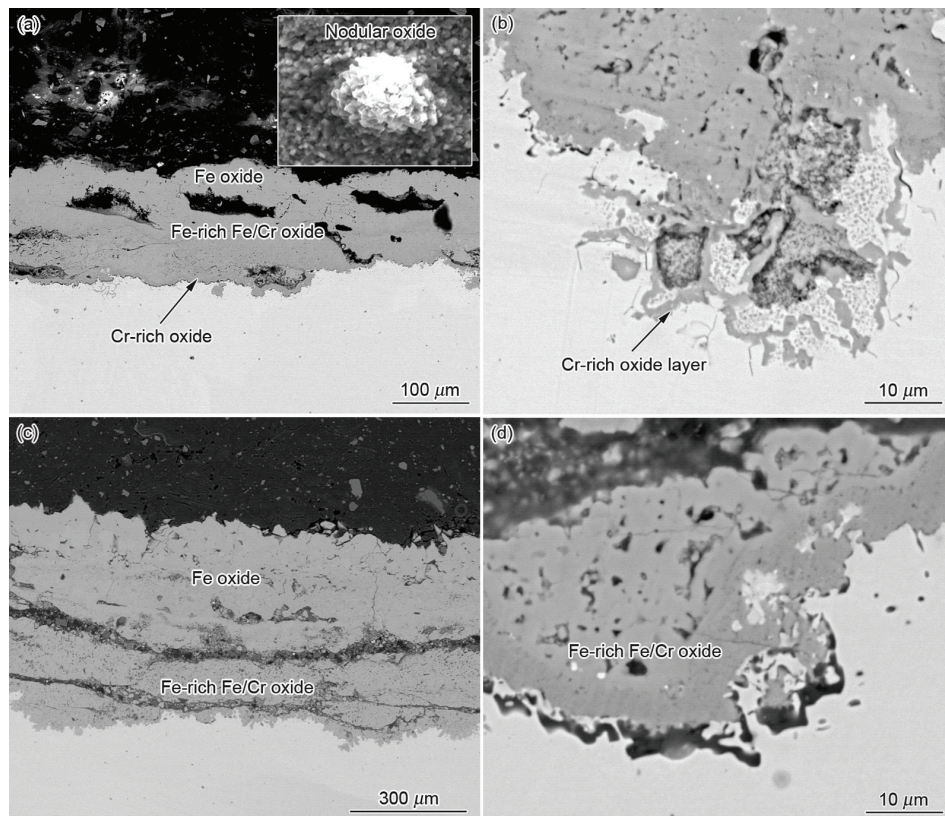 (a)
Nodular oxide
Fe oxide
Fe-rich Fe/Cr oxide
Cr-rich oxide
100 μm
(b)
Cr-rich oxide layer
10 μm
(c)
Fe oxide
Fe-rich Fe/Cr oxide
300 μm
(d)
Fe-rich Fe/Cr oxide
10 μm